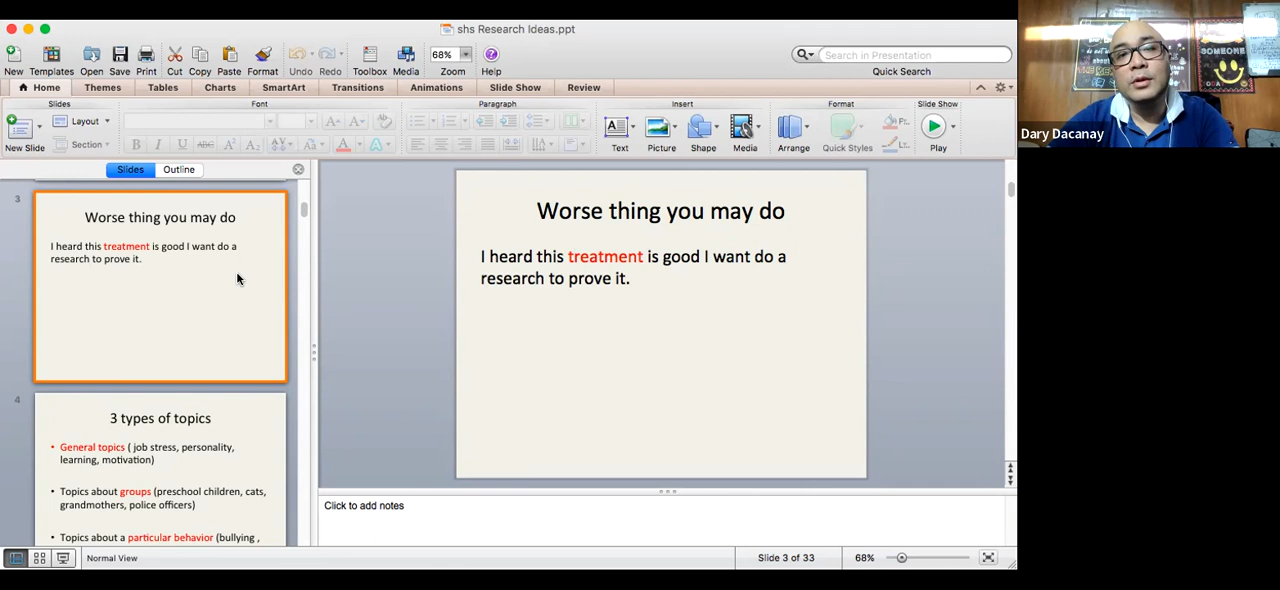 shs Research Ideas.ppt
New Templates Open Save Print Cut Copy Paste Format Undo Redo Toolbox Media
68%
Zoom Help
Search in Presentation
Quick Search
Home Themes Tables Charts SmartArt Transitions Animations Slide Show Review
Slides Font Paragraph Insert Format Slide Show
Layout
Section
New Slide
B I U ABC A² A₂
Text Picture Shape Media Arrange Quick Styles Play
Slides Outline
3
Worse thing you may do
I heard this treatment is good I want do a
research to prove it.
4
3 types of topics
• General topics ( job stress, personality,
learning, motivation)
• Topics about groups (preschool children, cats,
grandmothers, police officers)
• Topics about a particular behavior (bullying ,
Worse thing you may do
I heard this treatment is good I want do a
research to prove it.
Click to add notes
Normal View
Slide 3 of 33
68%
Dary Dacanay
SOMEONE